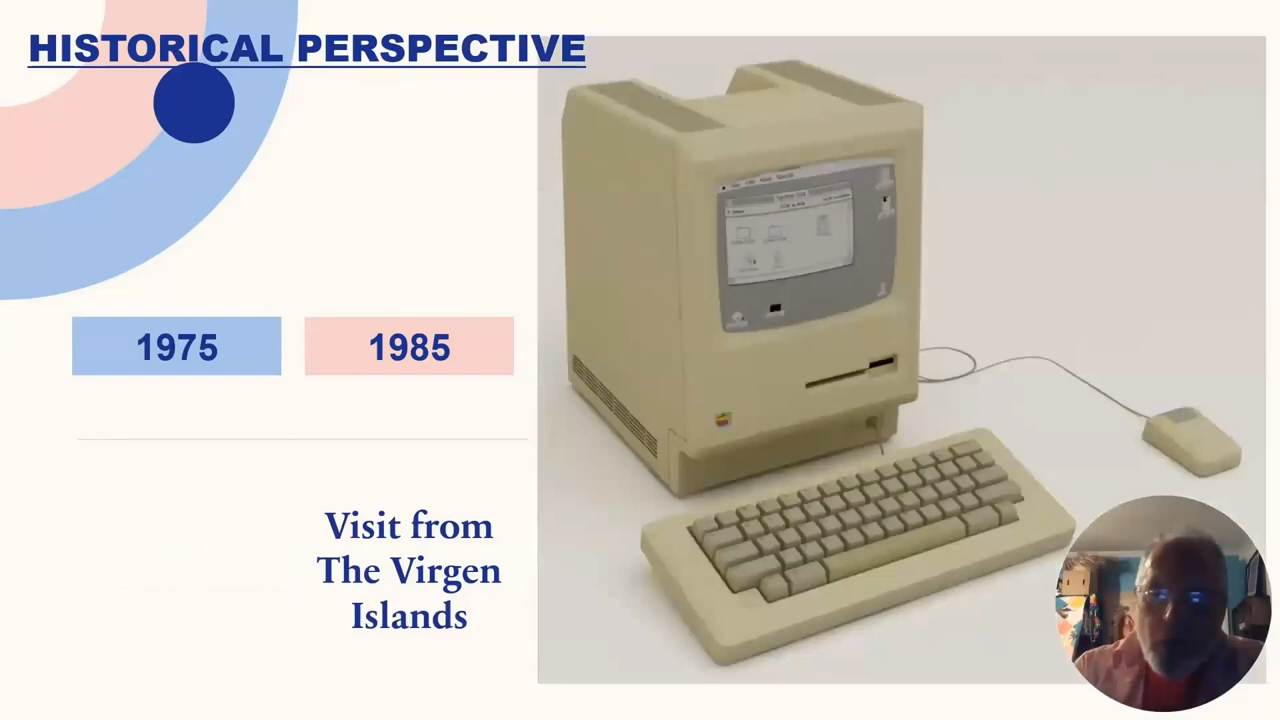 HISTORICAL PERSPECTIVE
1975
1985
Visit from
The Virgen
Islands